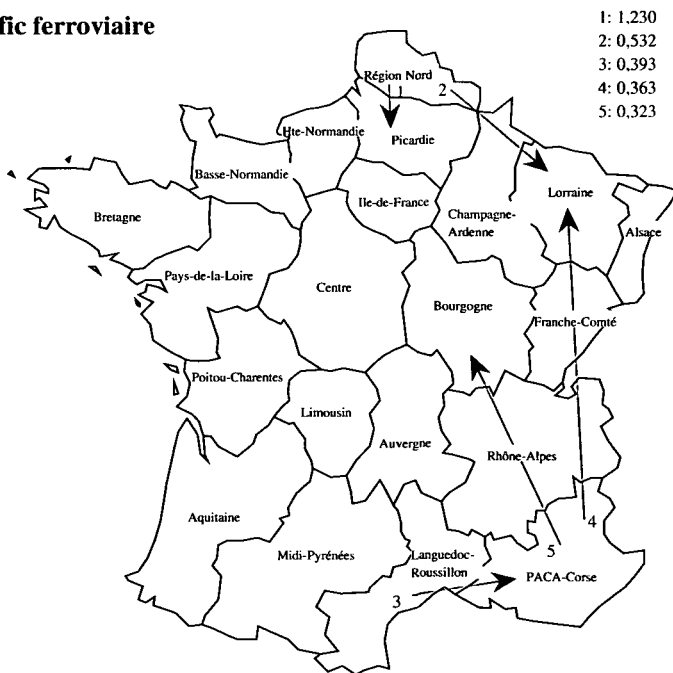 fic ferroviaire
1: 1,230
2: 0,532
3: 0,393
4: 0,363
5: 0,323
Région Nord
1
2
Hte-Normandie
Picardie
Basse-Normandie
Lorraine
Ile-de-France
Bretagne
Champagne-
Ardenne
Alsace
Pays-de-la-Loire
Centre
Bourgogne
Franche-Comté
Poitou-Charentes
Limousin
Auvergne
Rhône-Alpes
Aquitaine
4
Midi-Pyrénées
Languedoc-
Roussillon
5
PACA-Corse
3